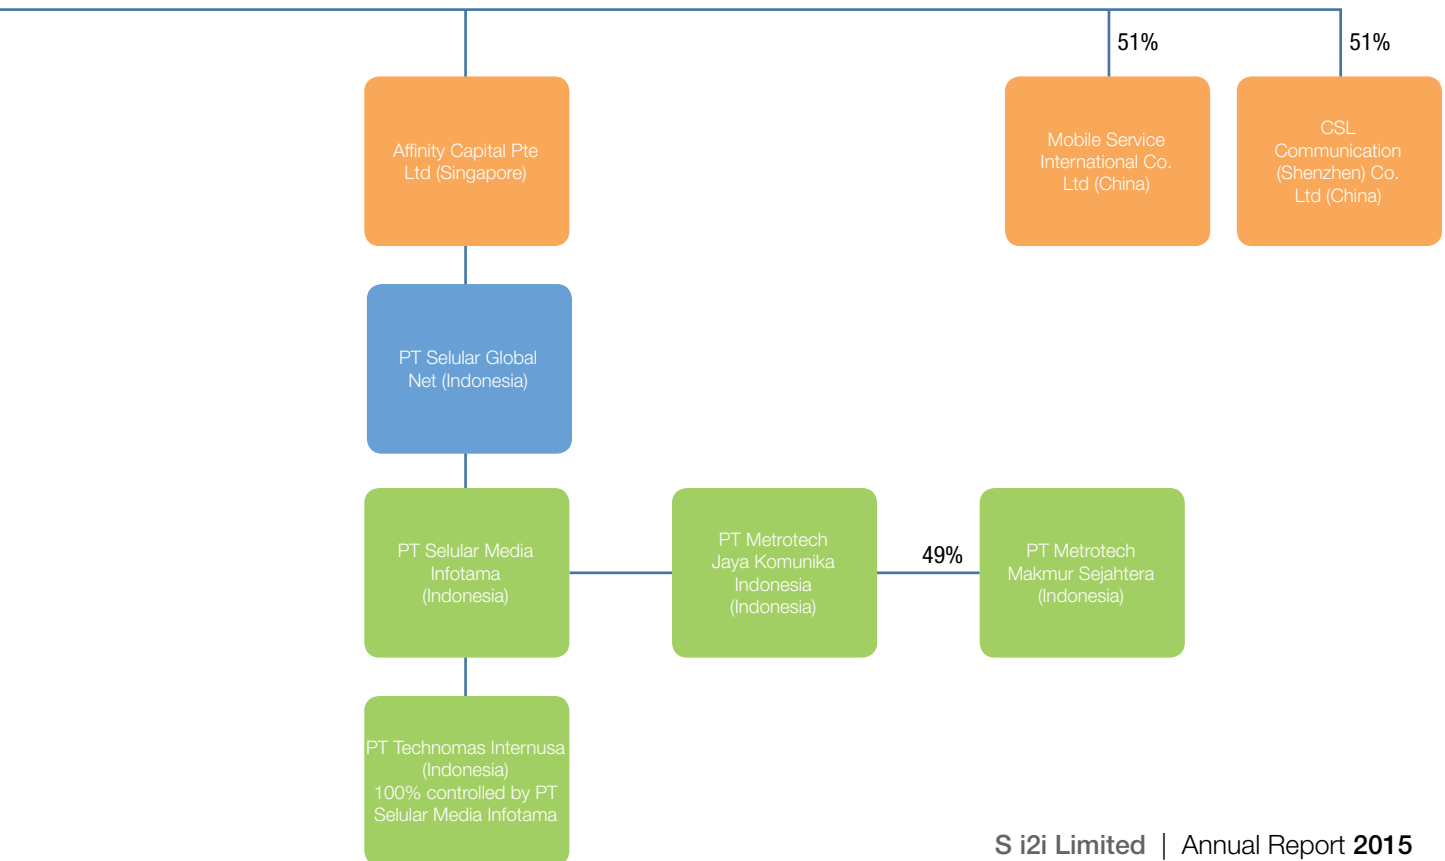 51%
51%
Affinity Capital Pte
Ltd (Singapore)
Mobile Service
International Co.
Ltd (China)
CSL
Communication
(Shenzhen) Co.
Ltd (China)
PT Selular Global
Net (Indonesia)
PT Selular Media
Infotama
(Indonesia)
PT Metrotech
Jaya Komunika
Indonesia
(Indonesia)
49%
PT Metrotech
Makmur Sejahtera
(Indonesia)
PT Technomas Internusa
(Indonesia)
100% controlled by PT
Selular Media Infotama
S i2i Limited | Annual Report 2015